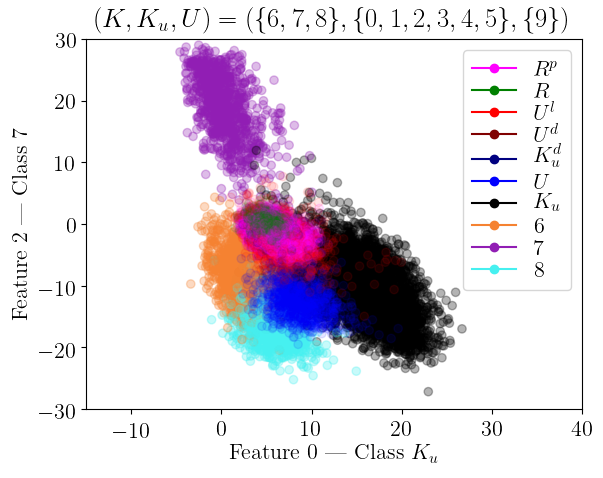 (K, K_u, U) = ({6, 7, 8}, {0, 1, 2, 3, 4, 5}, {9})
30
20
10
0
−10
−20
−30
Feature 2 — Class 7
R^p
R
U^l
U^d
K_u^d
U
K_u
6
7
8
−10
0
10
20
30
40
Feature 0 — Class K_u